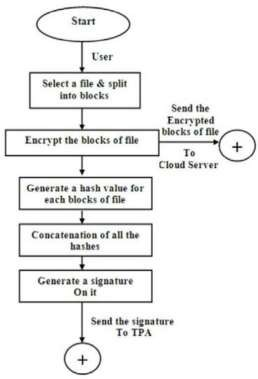 Start
User
Select a file & split
into blocks
Encrypt the blocks of file
Send the
Encrypted
blocks of file
To
Cloud Server
+
Generate a hash value for
each blocks of file
Concatenation of all the
hashes
Generate a signature
On it
Send the signature
To TPA
+